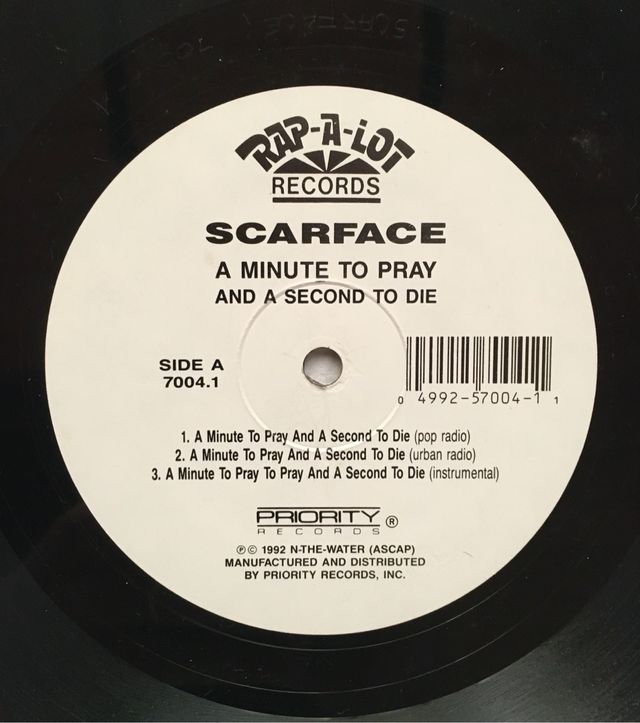 RAP-A-LOT
RECORDS
SCARFACE
A MINUTE TO PRAY
AND A SECOND TO DIE
SIDE A
7004.1
0 4992-57004-1 1
1. A Minute To Pray And A Second To Die (pop radio)
2. A Minute To Pray And A Second To Die (urban radio)
3. A Minute To Pray To Pray And A Second To Die (instrumental)
PRIORITY ®
RECORDS
℗ © 1992 N-THE-WATER (ASCAP)
MANUFACTURED AND DISTRIBUTED
BY PRIORITY RECORDS, INC.